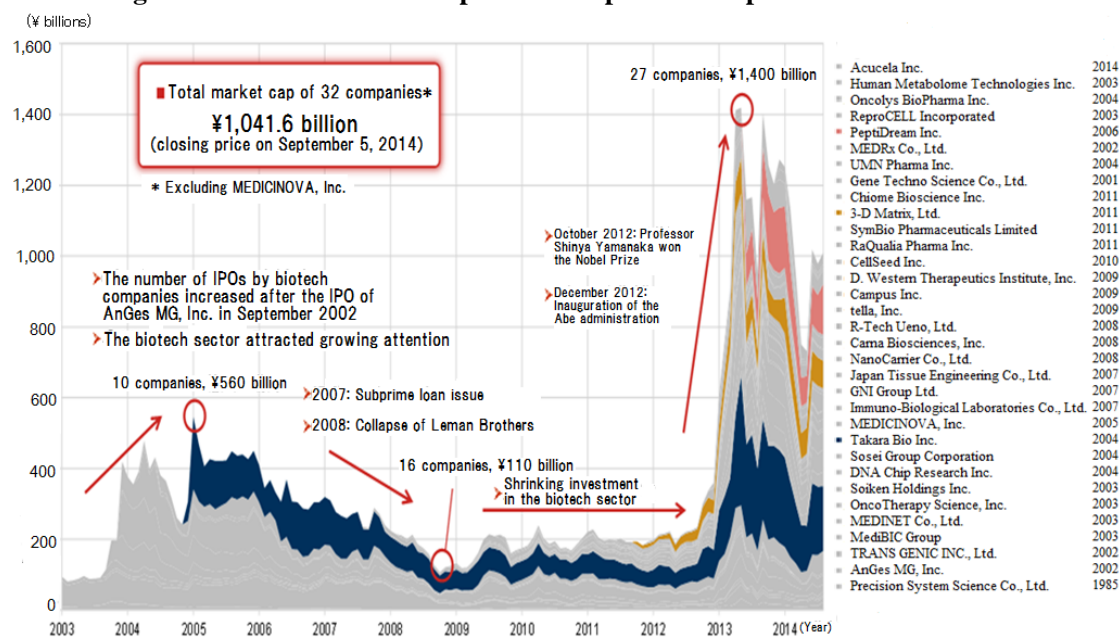 (¥ billions)
1,600
1,400
1,200
1,000
800
600
400
200
0
2003 2004 2005 2006 2007 2008 2009 2010 2011 2012 2013 2014 (Year)
■ Total market cap of 32 companies*
¥1,041.6 billion
(closing price on September 5, 2014)
* Excluding MEDICINOVA, Inc.
The number of IPOs by biotech
companies increased after the IPO of
AnGes MG, Inc. in September 2002
The biotech sector attracted growing attention
10 companies, ¥560 billion
2007: Subprime loan issue
2008: Collapse of Leman Brothers
16 companies, ¥110 billion
Shrinking investment
in the biotech sector
October 2012: Professor
Shinya Yamanaka won
the Nobel Prize
December 2012:
Inauguration of the
Abe administration
27 companies, ¥1,400 billion
Acucela Inc. 2014
Human Metabolome Technologies Inc. 2003
Oncolys BioPharma Inc. 2004
ReproCELL Incorporated 2003
PeptiDream Inc. 2006
MEDRx Co., Ltd. 2002
UMN Pharma Inc. 2004
Gene Techno Science Co., Ltd. 2001
Chiome Bioscience Inc. 2011
3-D Matrix, Ltd. 2011
SymBio Pharmaceuticals Limited 2011
RaQualia Pharma Inc. 2011
CellSeed Inc. 2010
D. Western Therapeutics Institute, Inc. 2009
Campus Inc. 2009
tella, Inc. 2009
R-Tech Ueno, Ltd. 2008
Carna Biosciences, Inc. 2008
NanoCarrier Co., Ltd. 2008
Japan Tissue Engineering Co., Ltd. 2007
GNI Group Ltd. 2007
Immuno-Biological Laboratories Co., Ltd. 2007
MEDICINOVA, Inc. 2005
Takara Bio Inc. 2004
Sosei Group Corporation 2004
DNA Chip Research Inc. 2004
Soiken Holdings Inc. 2003
OncoTherapy Science, Inc. 2003
MEDINET Co., Ltd. 2003
MediBIC Group 2003
TRANS GENIC INC., Ltd. 2002
AnGes MG, Inc. 2002
Precision System Science Co., Ltd. 1985